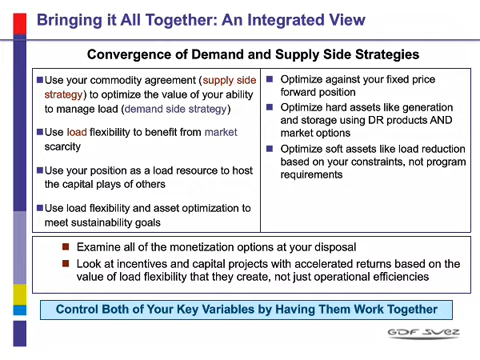 Bringing it All Together: An Integrated View
Convergence of Demand and Supply Side Strategies
Use your commodity agreement (supply side
strategy) to optimize the value of your ability
to manage load (demand side strategy)
Use load flexibility to benefit from market
scarcity
Use your position as a load resource to host
the capital plays of others
Use load flexibility and asset optimization to
meet sustainability goals
Optimize against your fixed price
forward position
Optimize hard assets like generation
and storage using DR products AND
market options
Optimize soft assets like load reduction
based on your constraints, not program
requirements
Examine all of the monetization options at your disposal
Look at incentives and capital projects with accelerated returns based on the
value of load flexibility that they create, not just operational efficiencies
Control Both of Your Key Variables by Having Them Work Together
GDF SUEZ